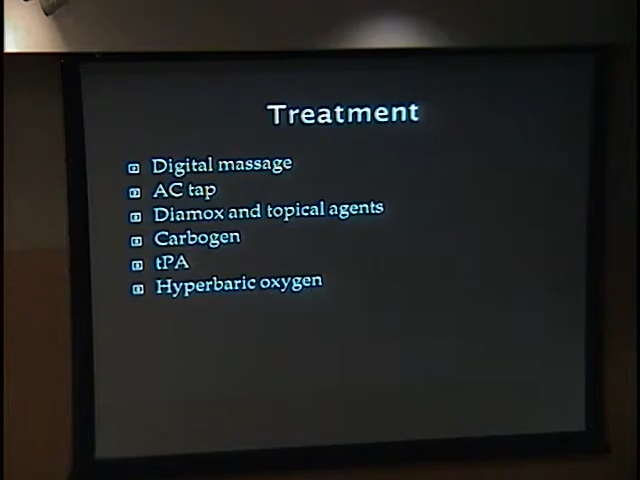 Treatment
Digital massage
AC tap
Diamox and topical agents
Carbogen
tPA
Hyperbaric oxygen